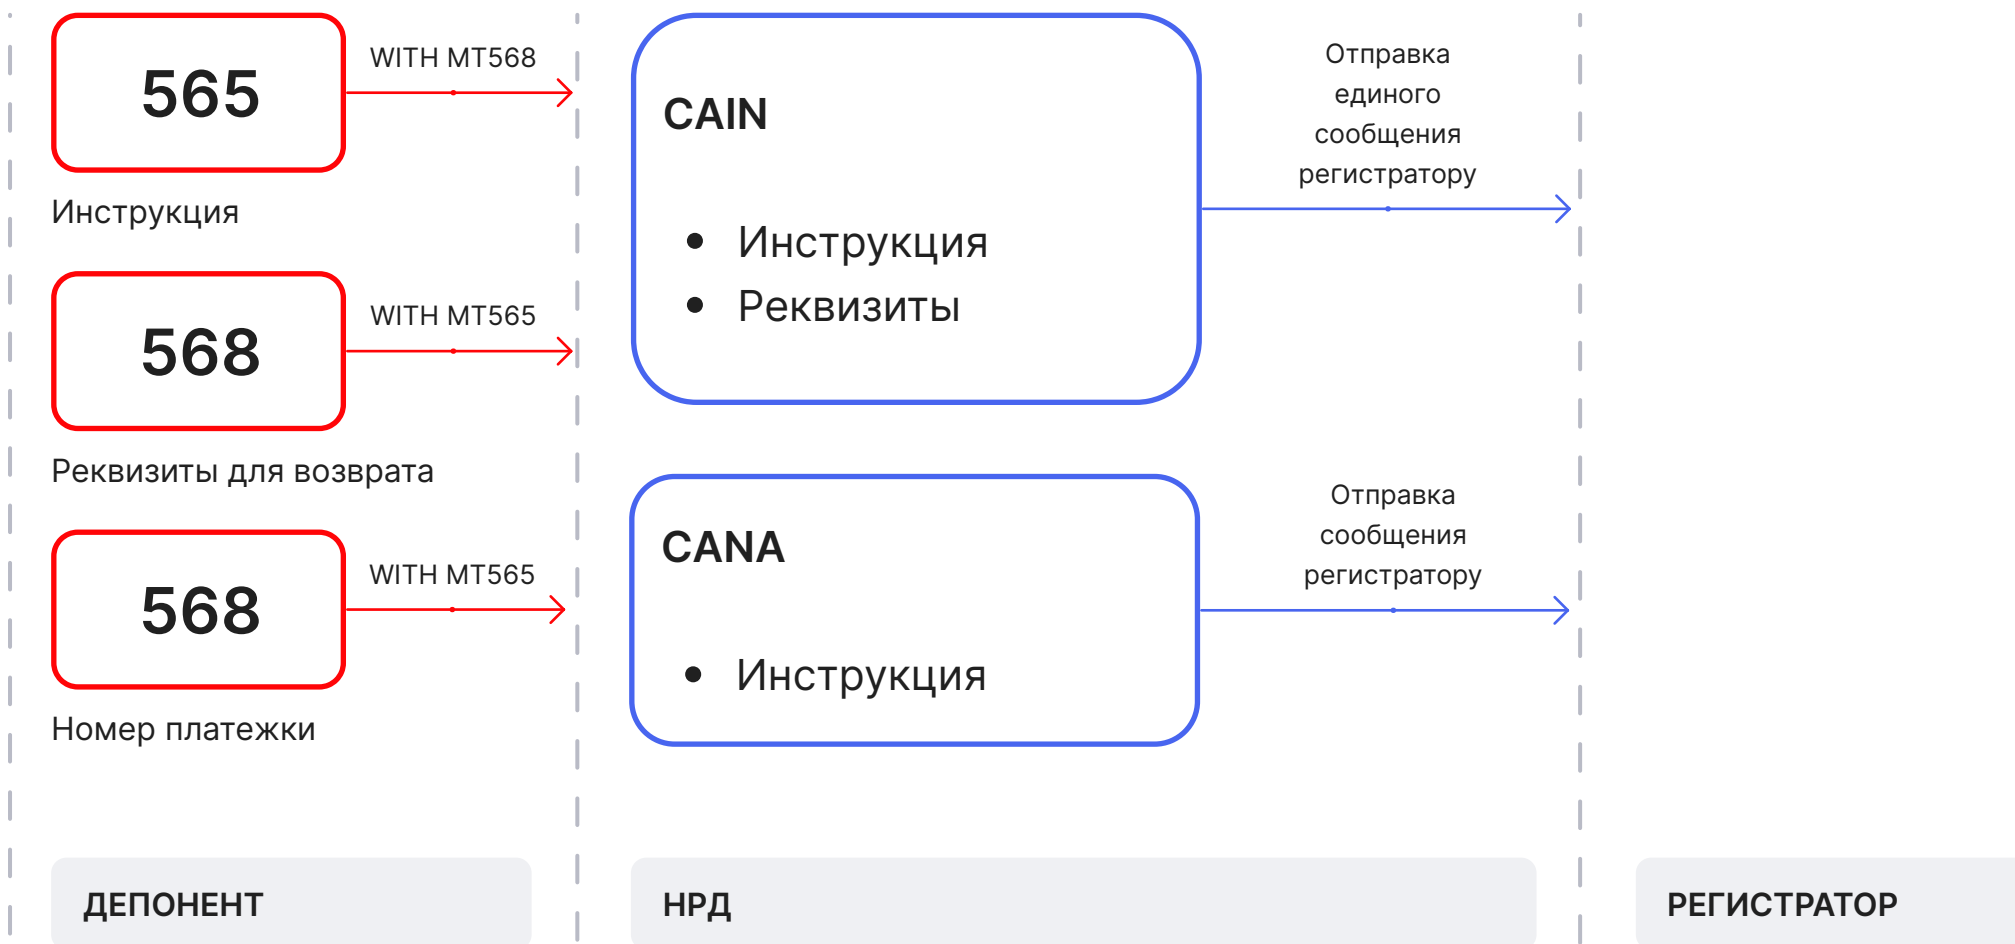 565
WITH MT568
Инструкция
568
WITH MT565
Реквизиты для возврата
568
WITH MT565
Номер платежки
ДЕПОНЕНТ
CAIN
Инструкция
Реквизиты
Отправка
единого
сообщения
регистратору
CANA
Инструкция
Отправка
сообщения
регистратору
НРД
РЕГИСТРАТОР